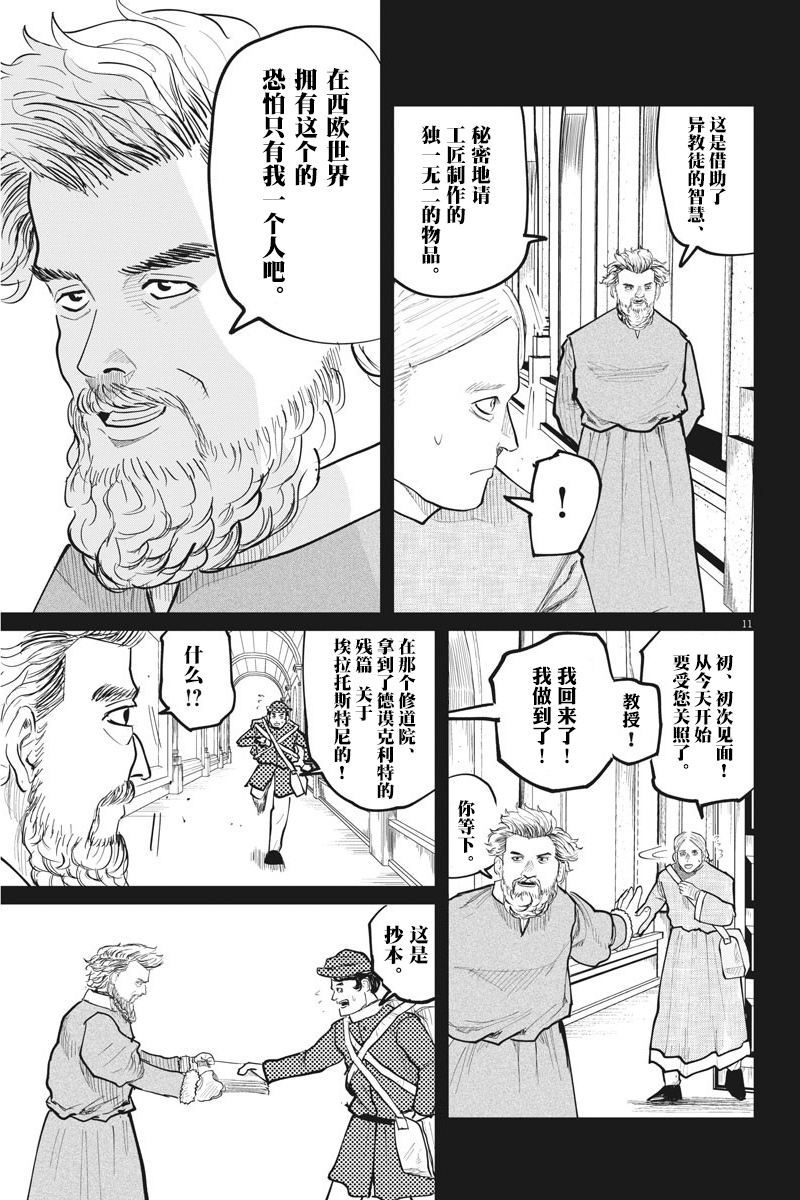 这是借助了
异教徒的智慧、
秘密地请
工匠制作的
独一无二的物品。
！
在西欧世界
拥有这个的
恐怕只有我一个人吧。
11
初、初次见面！
从今天开始
要受您关照了。
教授！
我回来了！
我做到了！
你等下。
在那个修道院、
拿到了德谟克利特的
残篇 关于
埃拉托斯特尼的！
什么!?
这是
抄本。